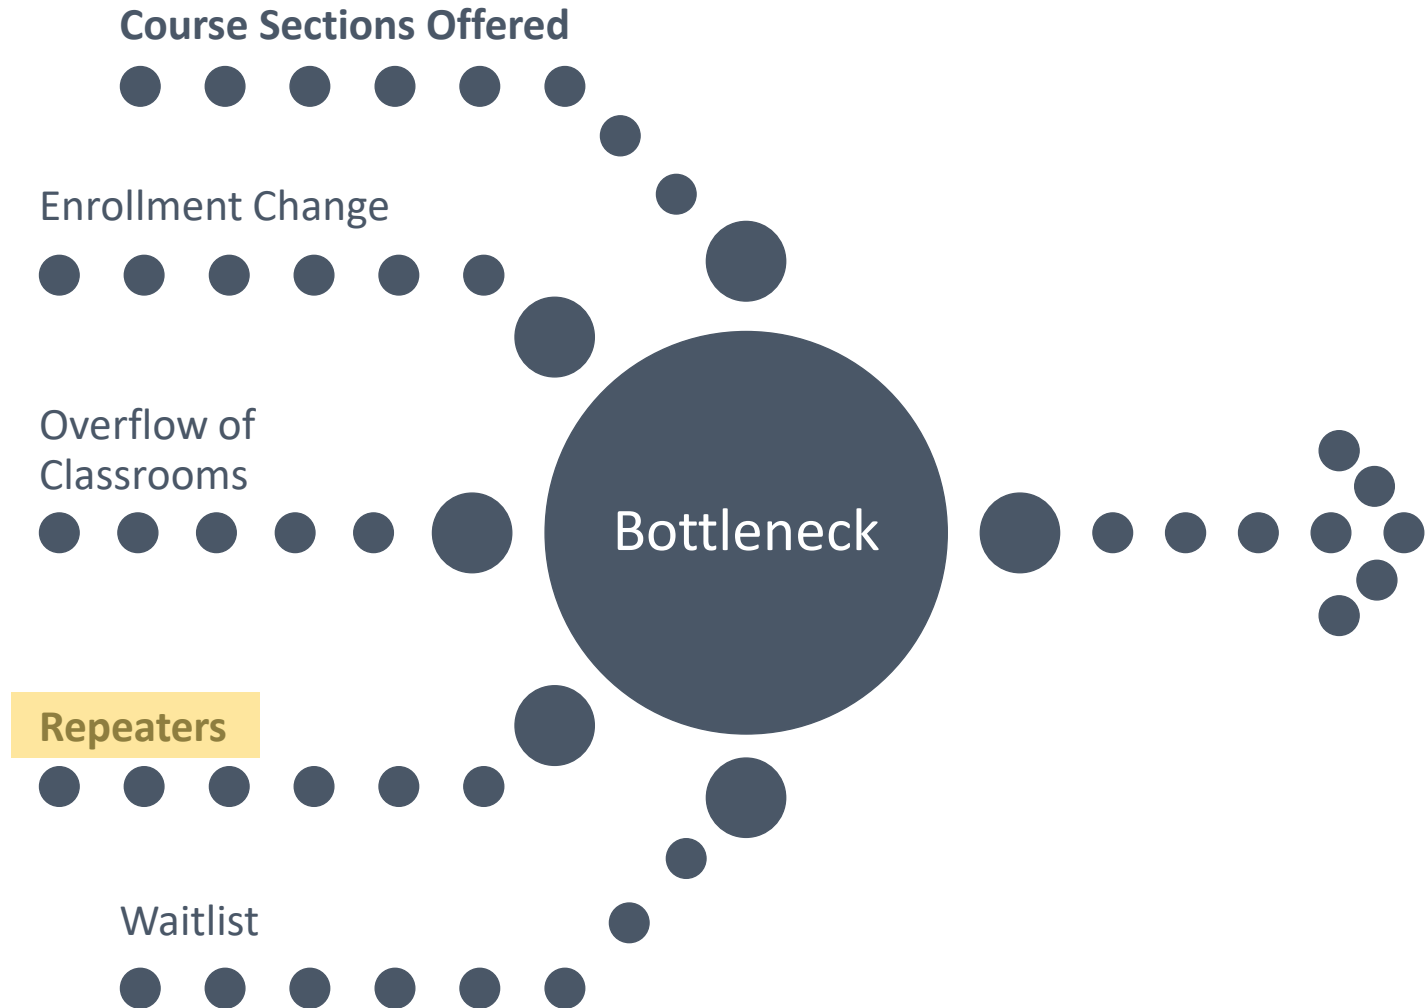 Course Sections Offered
Enrollment Change
Overflow of
Classrooms
Bottleneck
Repeaters
Waitlist